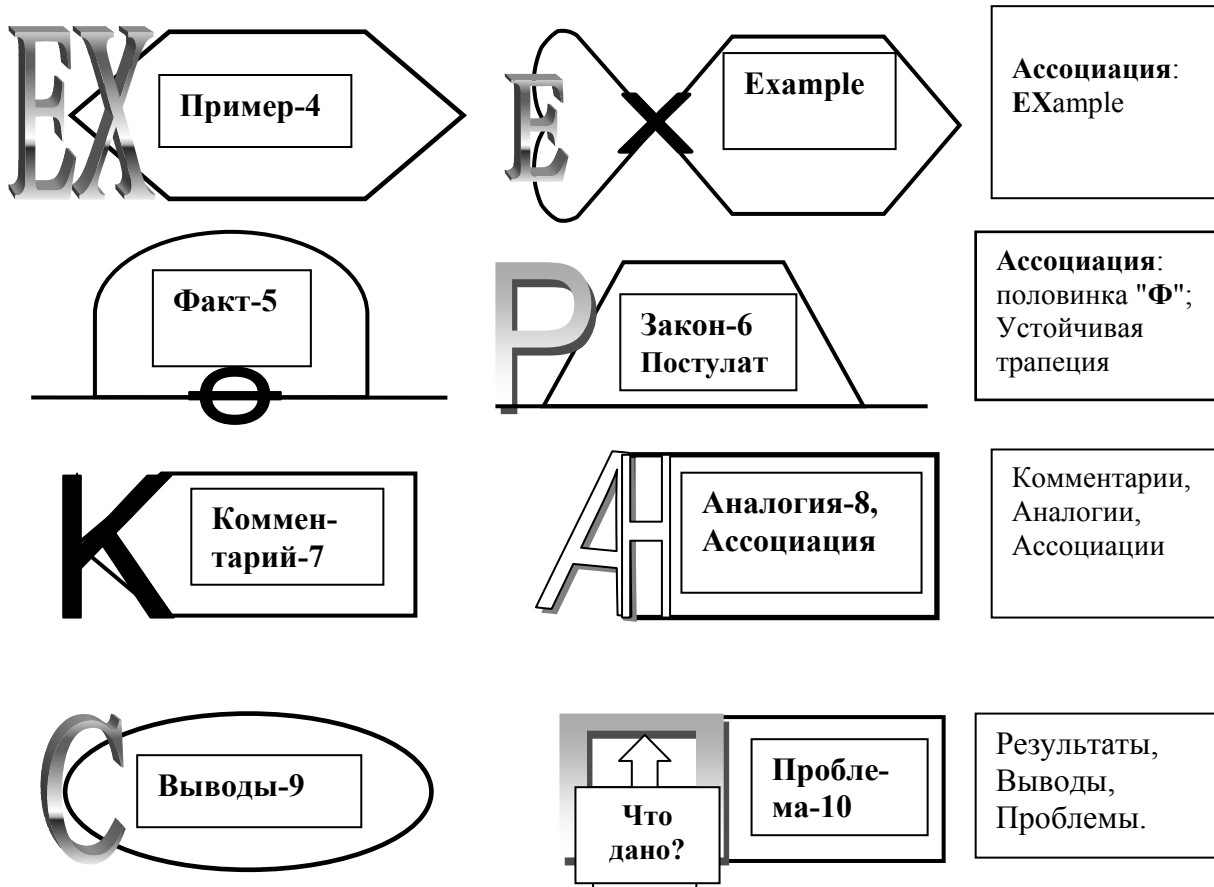 EX
Пример-4
E
X
Example
Ассоциация:
EXample
Факт-5
Ф
P
Закон-6
Постулат
Ассоциация:
половинка "Ф";
Устойчивая
трапеция
К
Коммен-
тарий-7
АН
Аналогия-8,
Ассоциация
Комментарии,
Аналогии,
Ассоциации
C
Выводы-9
П
Что
дано?
Пробле-
ма-10
Результаты,
Выводы,
Проблемы.